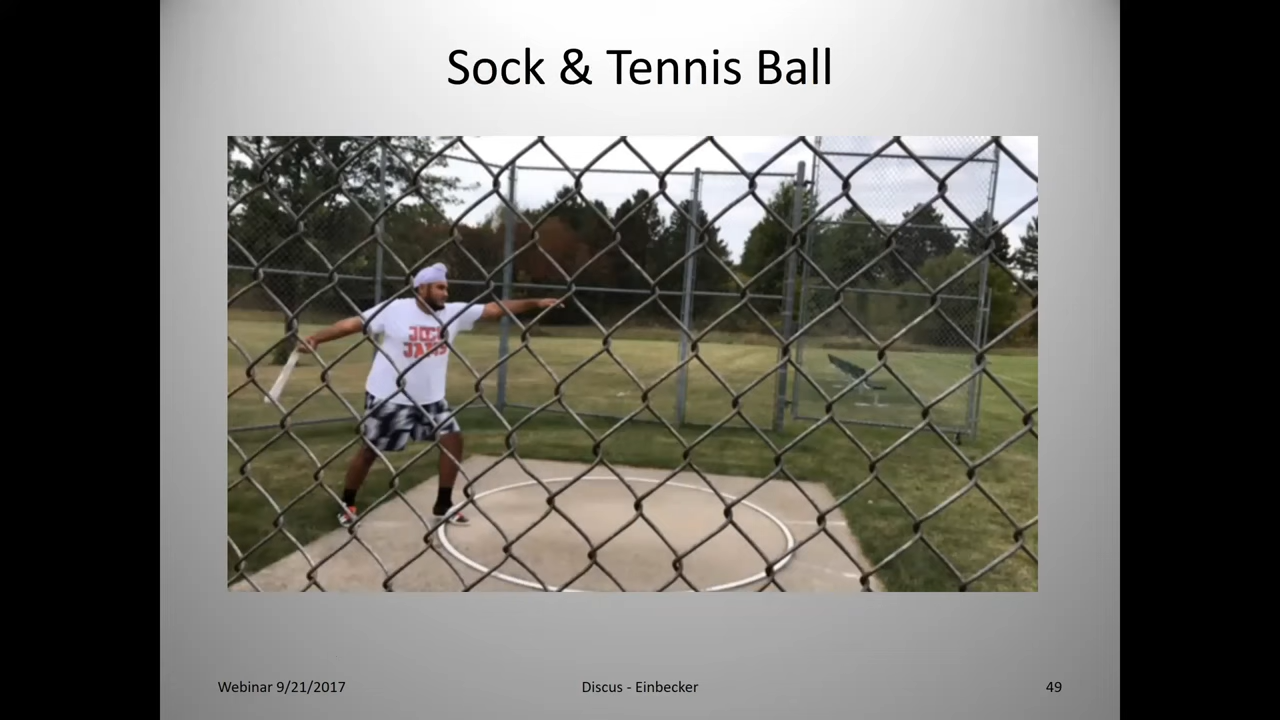 Sock & Tennis Ball
Webinar 9/21/2017
Discus - Einbecker
49